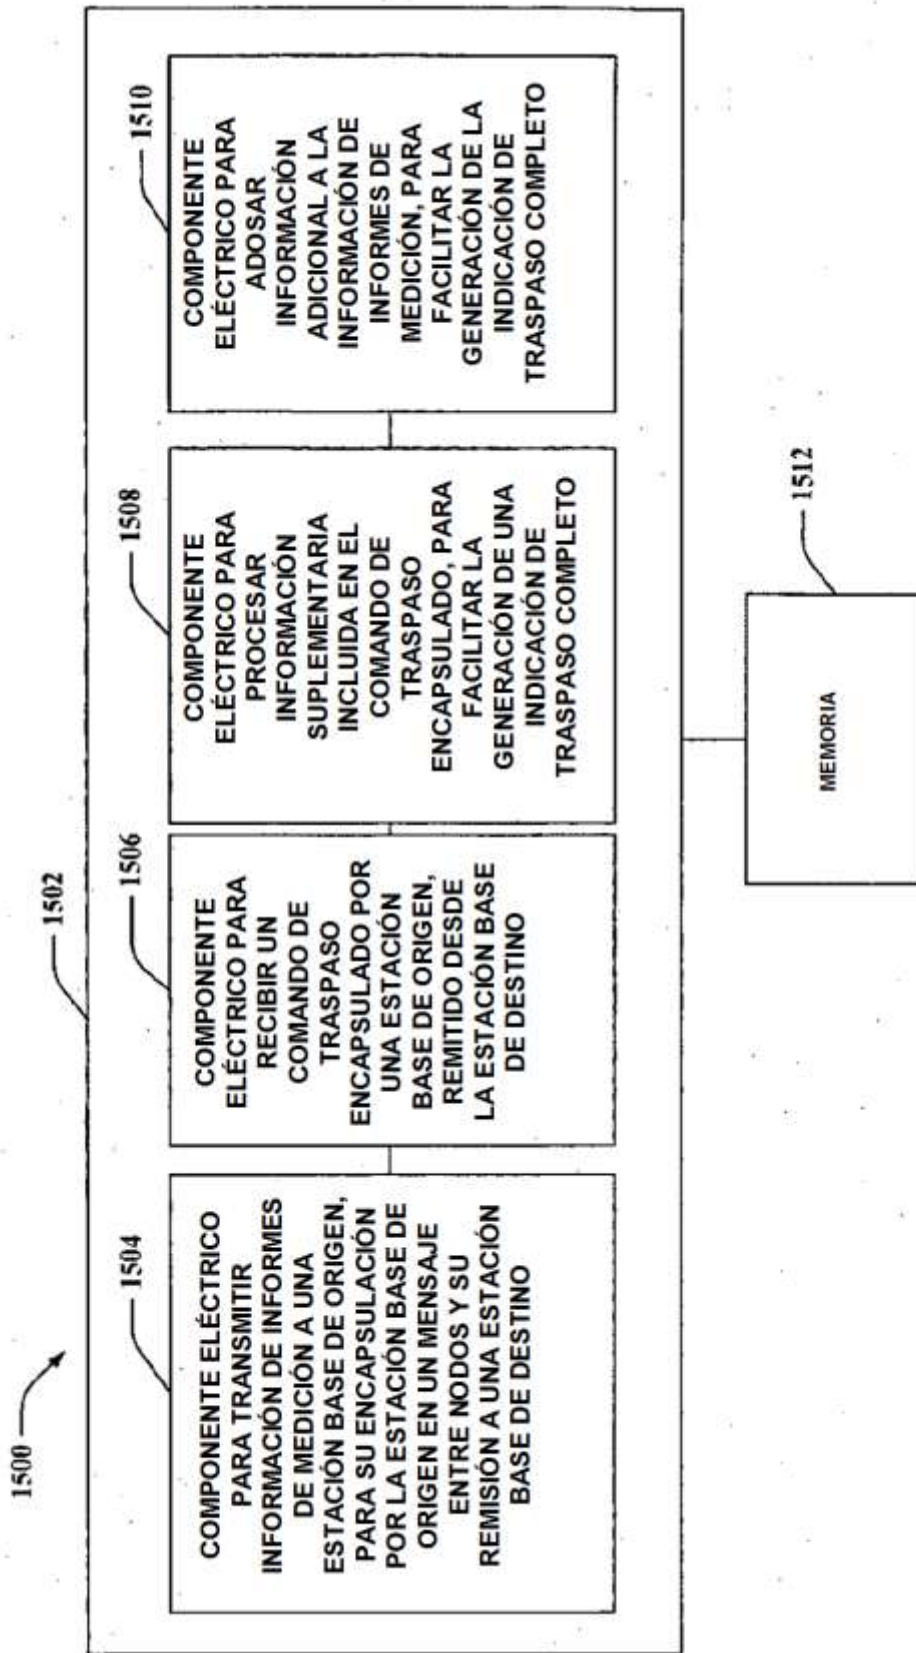 1500
1502
1504
COMPONENTE ELÉCTRICO
PARA TRANSMITIR
INFORMACIÓN DE INFORMES
DE MEDICIÓN A UNA
ESTACIÓN BASE DE ORIGEN,
PARA SU ENCAPSULACIÓN
POR LA ESTACIÓN BASE DE
ORIGEN EN UN MENSAJE
ENTRE NODOS Y SU
REMISIÓN A UNA ESTACIÓN
BASE DE DESTINO
1506
COMPONENTE
ELÉCTRICO PARA
RECIBIR UN
COMANDO DE
TRASPASO
ENCAPSULADO POR
UNA ESTACIÓN
BASE DE ORIGEN,
REMITIDO DESDE
LA ESTACIÓN BASE
DE DESTINO
1508
COMPONENTE
ELÉCTRICO PARA
PROCESAR
INFORMACIÓN
SUPLEMENTARIA
INCLUIDA EN EL
COMANDO DE
TRASPASO
ENCAPSULADO, PARA
FACILITAR LA
GENERACIÓN DE UNA
INDICACIÓN DE
TRASPASO COMPLETO
1510
COMPONENTE
ELÉCTRICO PARA
ADOSAR
INFORMACIÓN
ADICIONAL A LA
INFORMACIÓN DE
INFORMES DE
MEDICIÓN, PARA
FACILITAR LA
GENERACIÓN DE LA
INDICACIÓN DE
TRASPASO COMPLETO
1512
MEMORIA